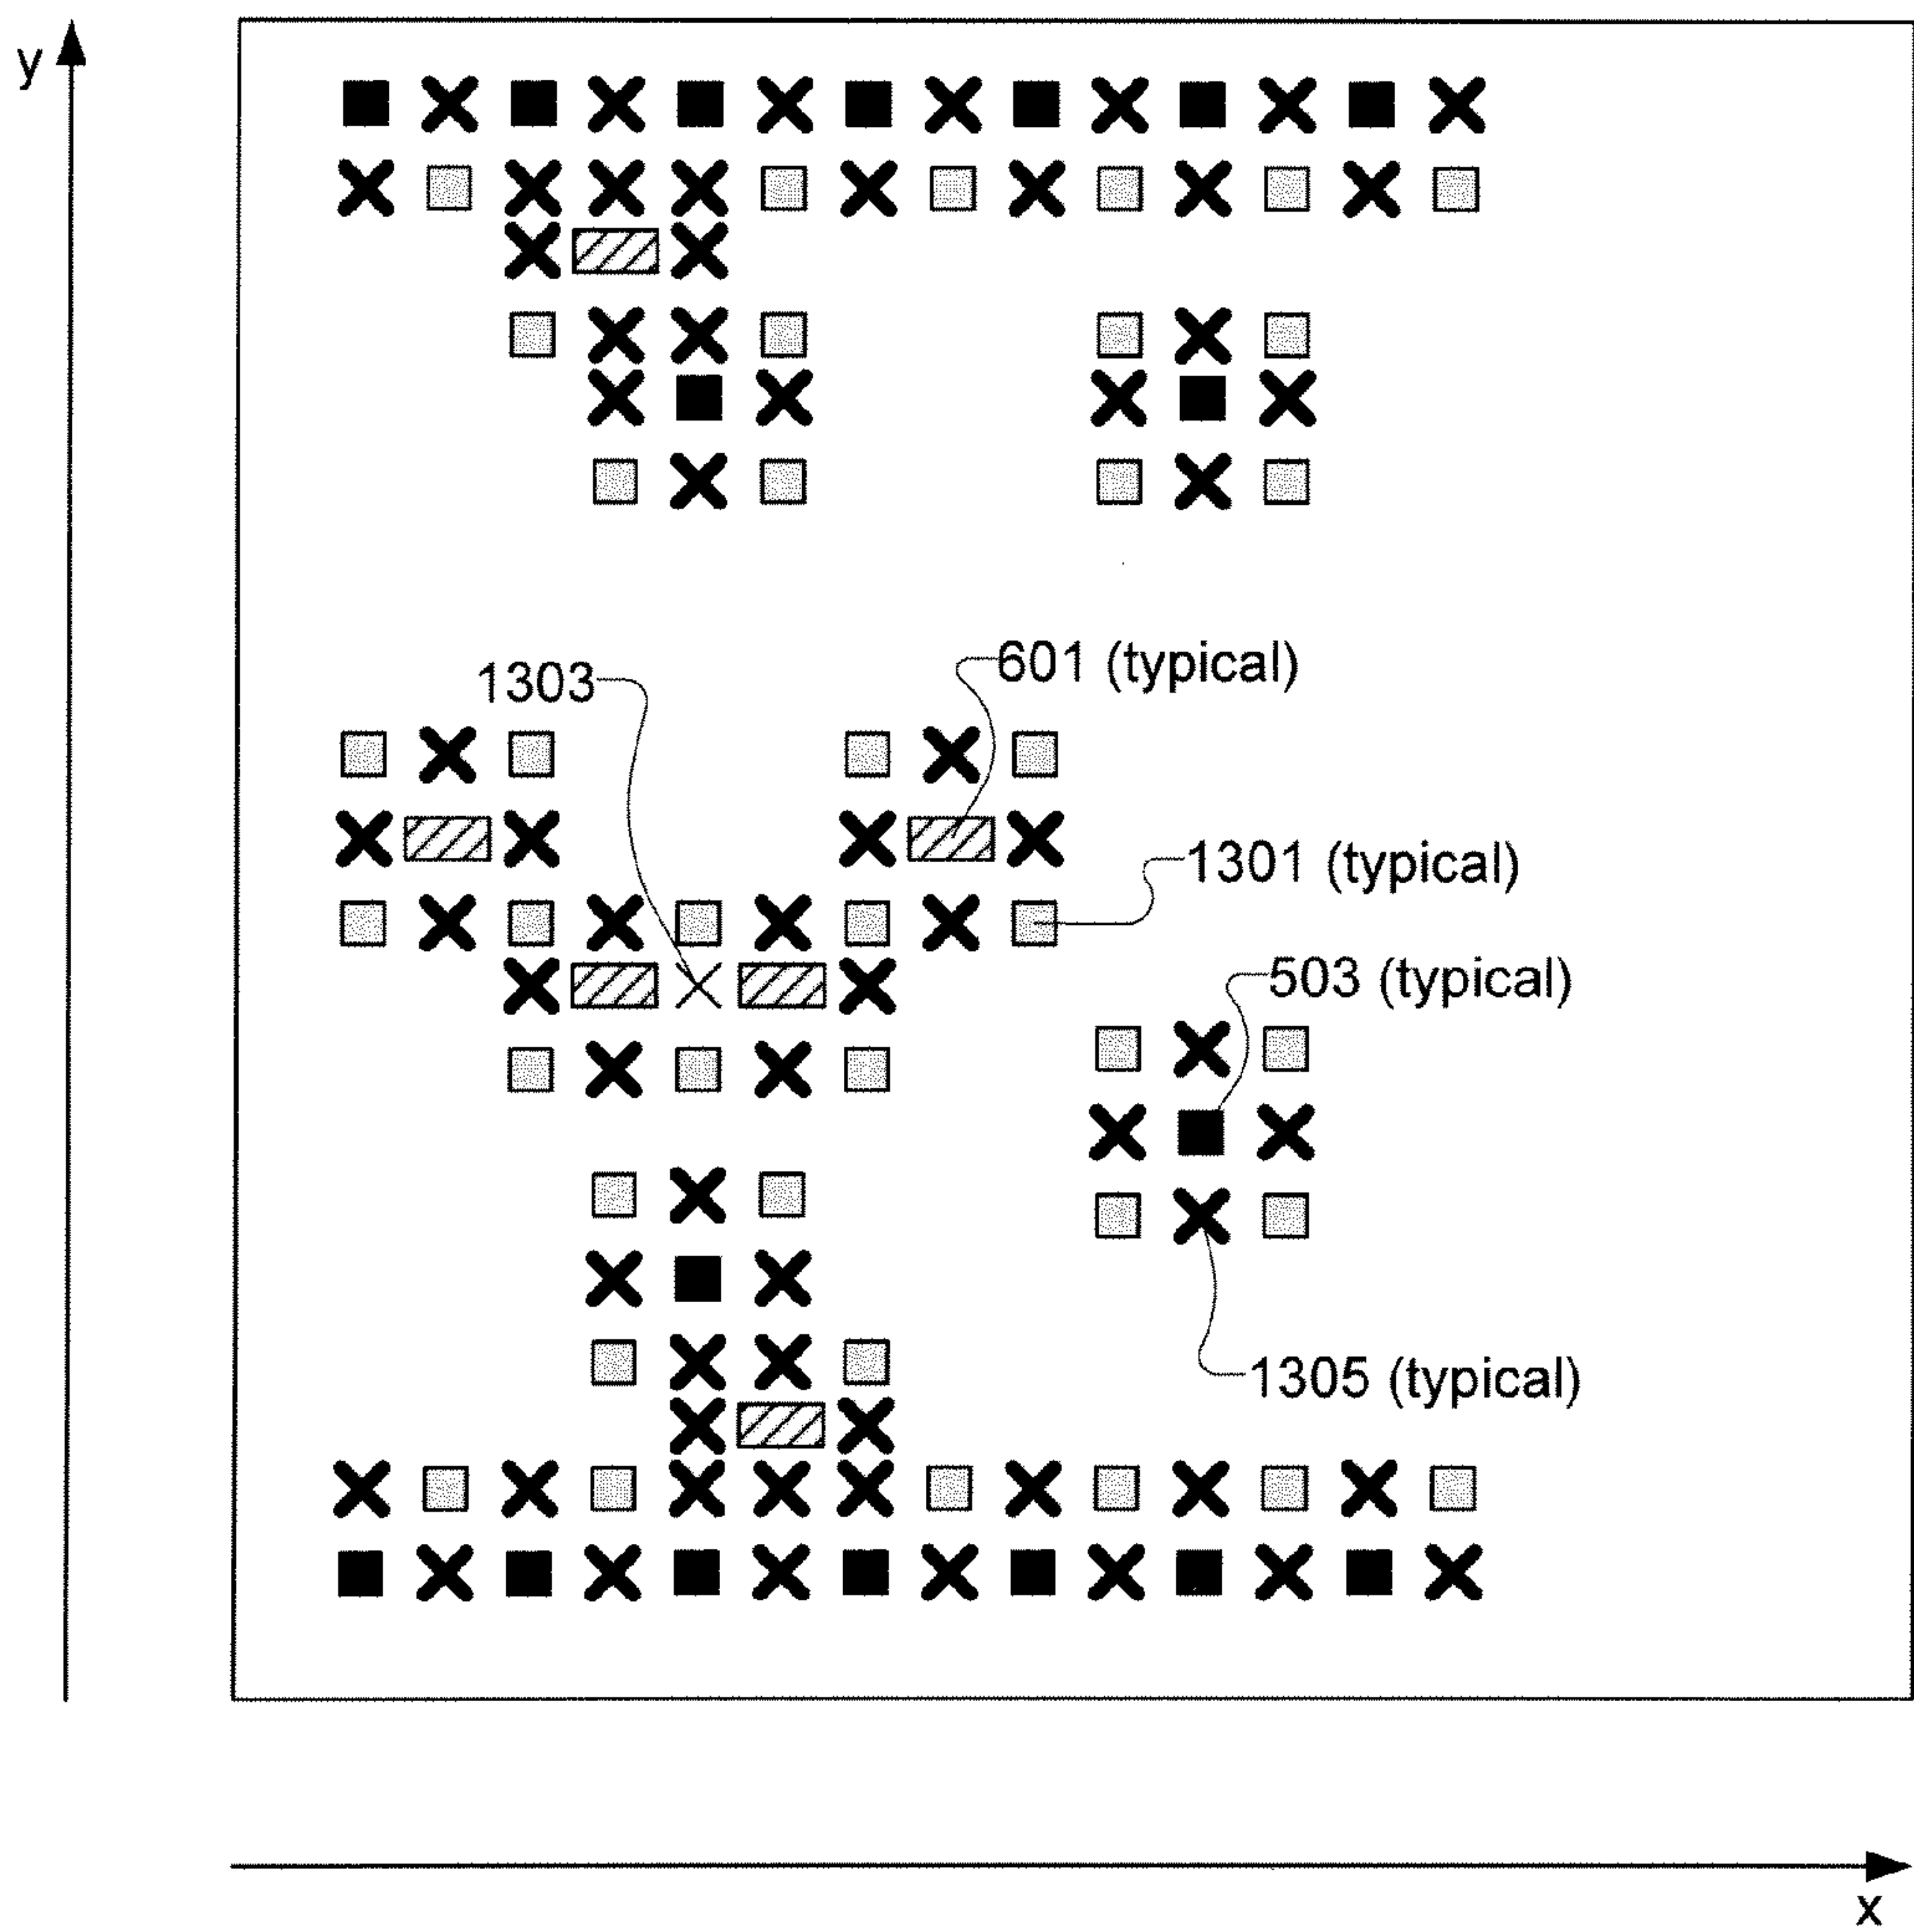 y
601 (typical)
1303
1301 (typical)
503 (typical)
1305 (typical)
x